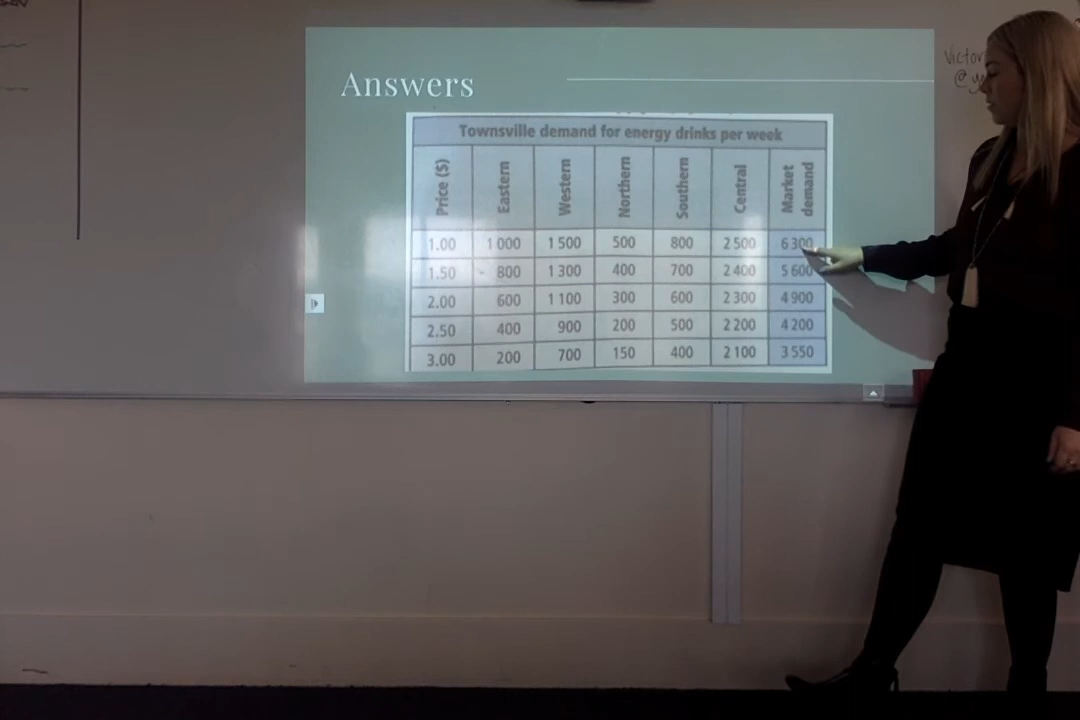 Victor
@y
Answers
Townsville demand for energy drinks per week
Price ($) Eastern Western Northern Southern Central Market demand
1.00 1 000 1 500 500 800 2 500 6 300
1.50 800 1 300 400 700 2 400 5 600
2.00 600 1 100 300 600 2 300 4 900
2.50 400 900 200 500 2 200 4 200
3.00 200 700 150 400 2 100 3 550